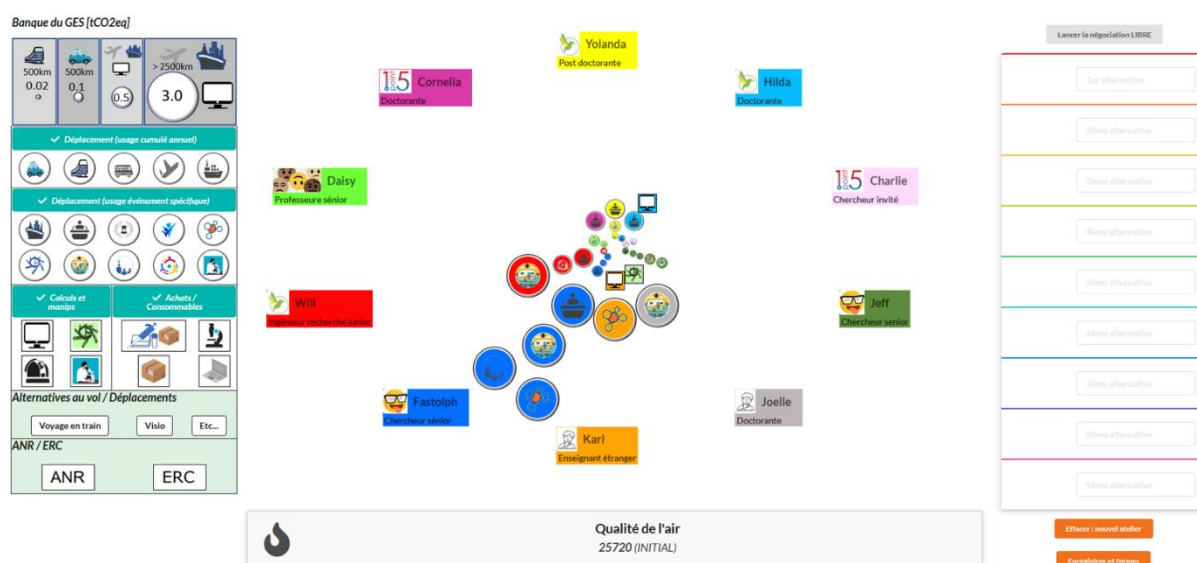 Banque du GES [tCO2eq]
500km
0.02
500km
0.1
0.5
> 2500km
3.0
✓ Déplacement (usage cumulé annuel)
✓ Déplacement (usage événement spécifique)
✓ Calculs et
manips
✓ Achats /
Consommables
Alternatives au vol / Déplacements
Voyage en train
Visio
Etc...
ANR / ERC
ANR
ERC
Yolanda
Post doctorante
Cornelia
Doctorante
Hilda
Doctorante
Daisy
Professeure sénior
Charlie
Chercheur invité
Will
Ingénieur recherche junior
Jeff
Chercheur senior
Fastolph
Chercheur sénior
Joelle
Doctorante
Karl
Enseignant étranger
Qualité de l'air
25720 (INITIAL)
Lancer la négociation LIBRE
1er alternative
2ème alternative
3ème alternative
4ème alternative
5ème alternative
6ème alternative
7ème alternative
8ème alternative
9ème alternative
Effacer : nouvel atelier
Enregistrer et fermer